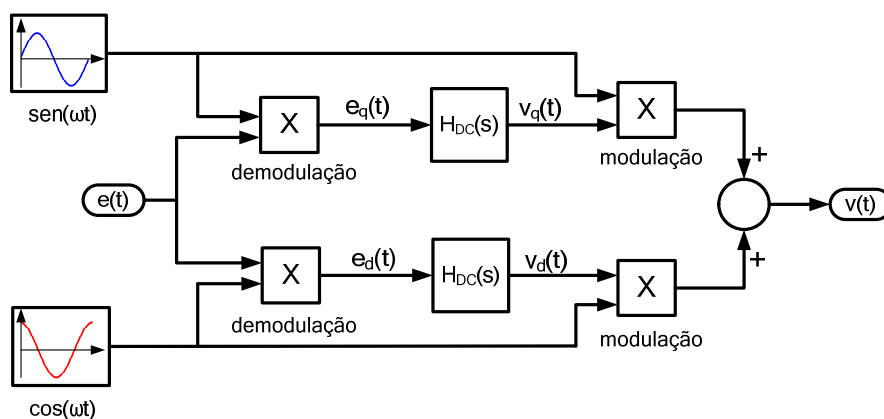 sen(ωt)
X
e_q(t)
H_DC(s)
v_q(t)
X
demodulação
modulação
+
e(t)
v(t)
+
X
e_d(t)
H_DC(s)
v_d(t)
X
demodulação
modulação
cos(ωt)